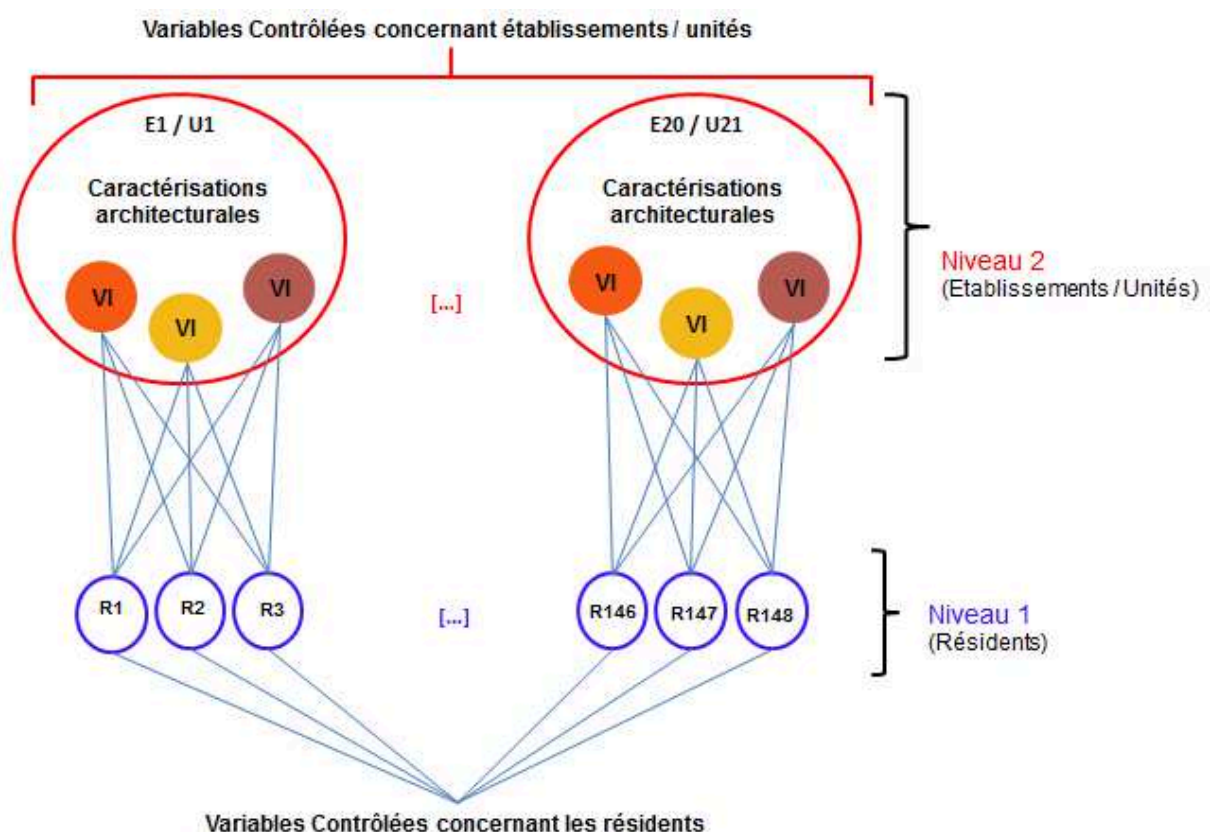 Variables Contrôlées concernant établissements / unités
E1 / U1
Caractérisations
architecturales
VI
VI
VI
[...]
E20 / U21
Caractérisations
architecturales
VI
VI
VI
Niveau 2
(Etablissements / Unités)
R1
R2
R3
[...]
R146
R147
R148
Niveau 1
(Résidents)
Variables Contrôlées concernant les résidents